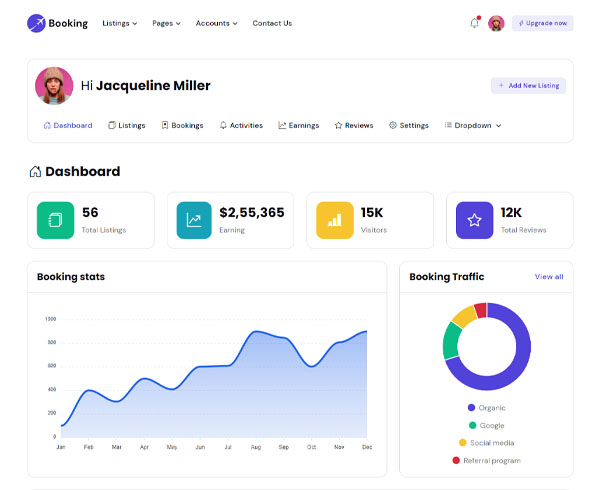 Booking Listings Pages Accounts Contact Us Upgrade now
Hi Jacqueline Miller
+ Add New Listing
Dashboard Listings Bookings Activities Earnings Reviews Settings Dropdown
Dashboard
56
Total Listings
$2,55,365
Earning
15K
Visitors
12K
Total Reviews
Booking stats
1000
800
600
400
200
0
Jan Feb Mar Apr May Jun Jul Aug Sep Oct Nov Dec
Booking Traffic View all
Organic
Google
Social media
Referral program